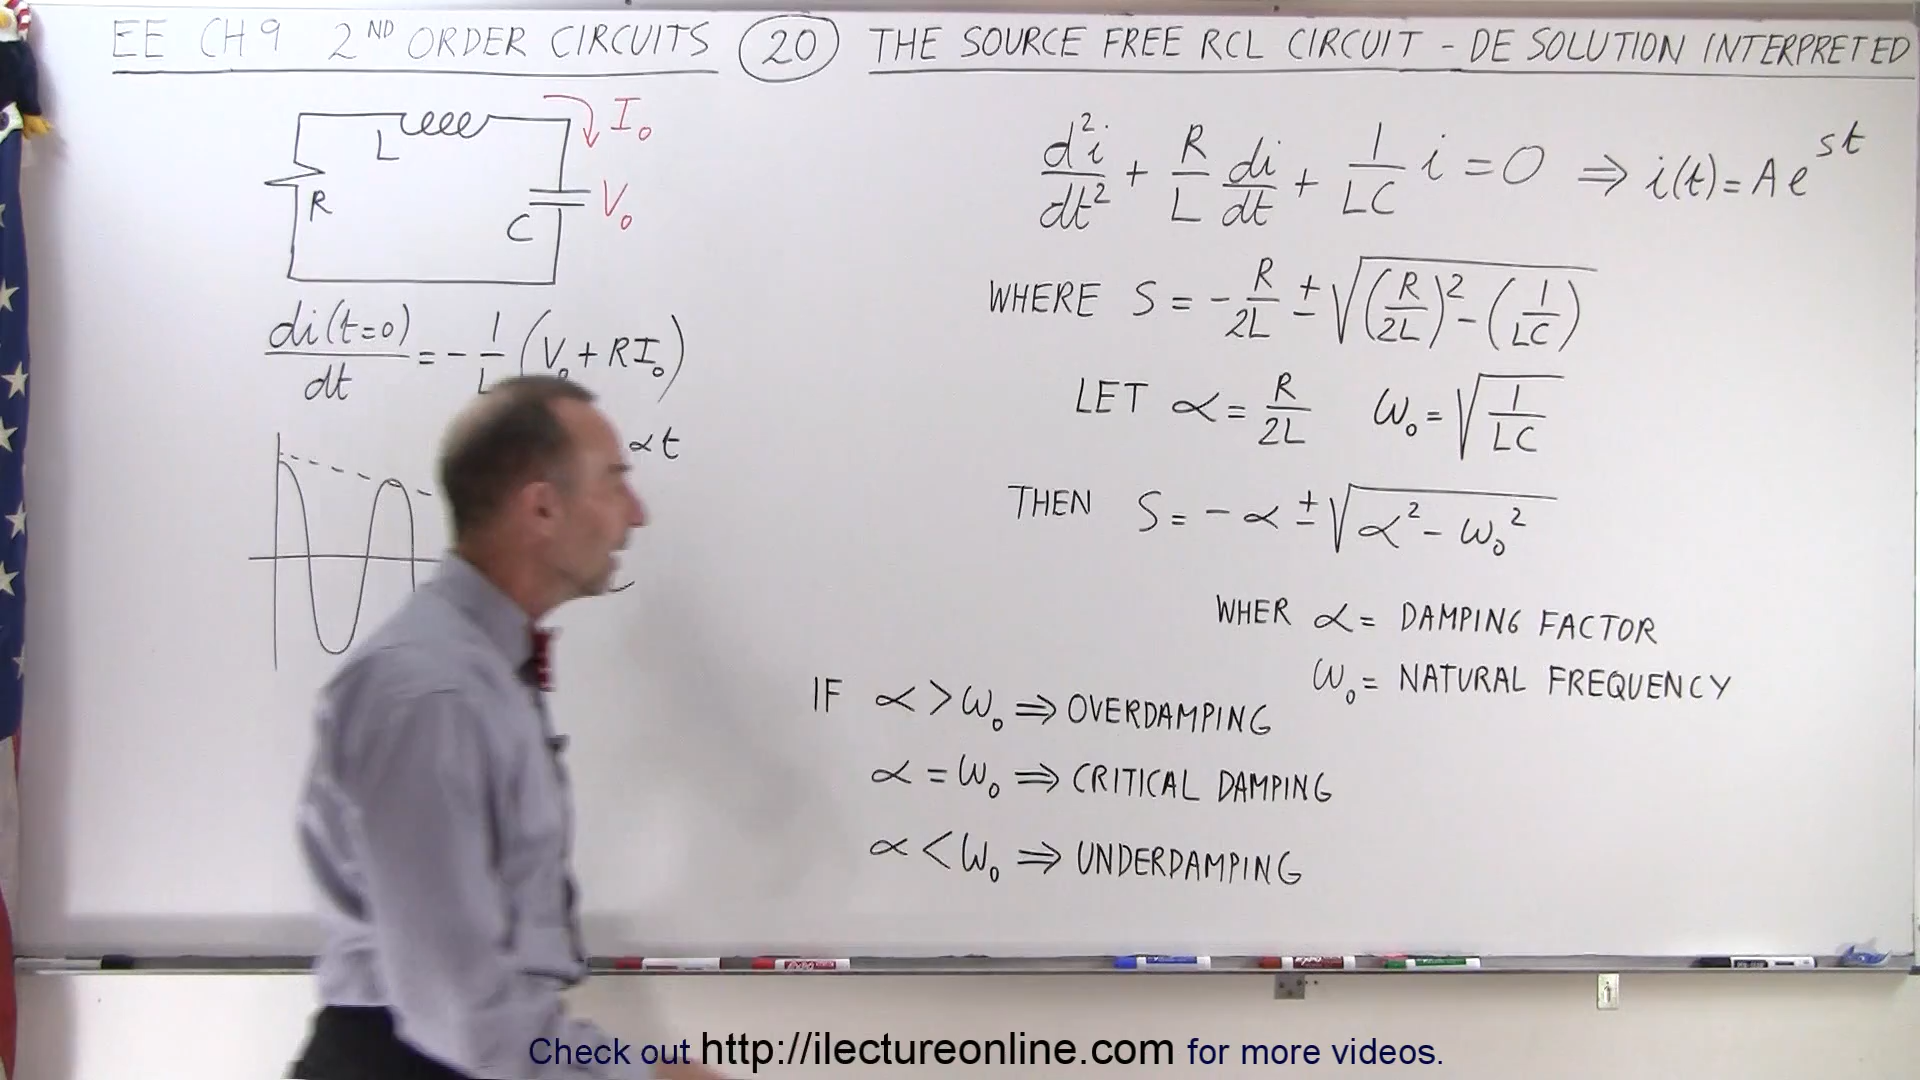 EE CH 9 2ND ORDER CIRCUITS 20 THE SOURCE FREE RCL CIRCUIT - DE SOLUTION INTERPRETED
L
I₀
R
C
V₀
di(t=0)/dt = - 1/L (V₀ + RI₀)
αt
d²i/dt² + R/L di/dt + 1/LC i = 0 ⇒ i(t) = Ae^st
WHERE S = - R/2L ± √((R/2L)² - (1/LC))
LET α = R/2L ω₀ = √(1/LC)
THEN S = - α ± √(α² - ω₀²)
WHER α = DAMPING FACTOR
ω₀ = NATURAL FREQUENCY
IF α > ω₀ ⇒ OVERDAMPING
α = ω₀ ⇒ CRITICAL DAMPING
α < ω₀ ⇒ UNDERDAMPING
Check out http://ilectureonline.com for more videos.